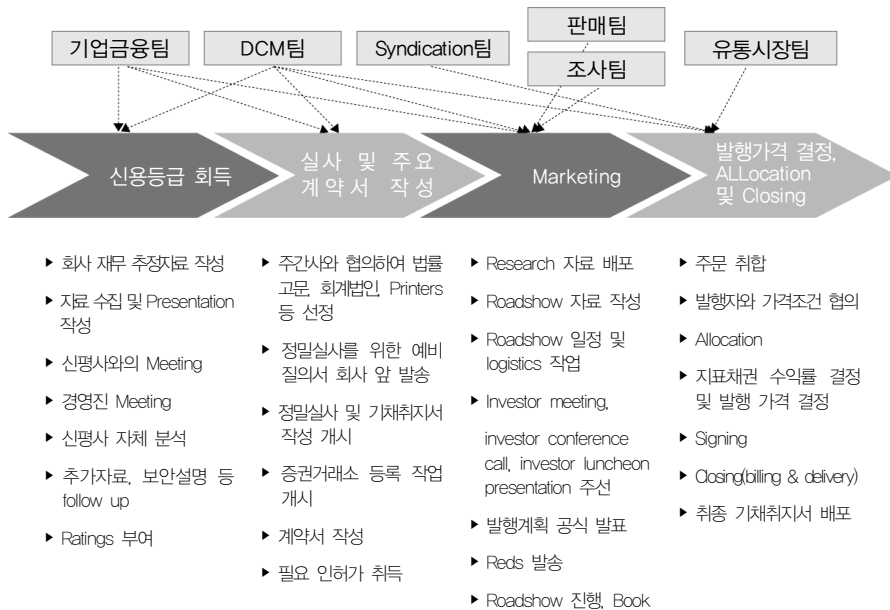 기업금융팀
DCM팀
Syndication팀
판매팀
조사팀
유통시장팀
신용등급 회득
실사 및 주요
계약서 작성
Marketing
발행가격 결정,
ALLocation
및 Closing
▶ 회사 재무 추정자료 작성
▶ 자료 수집 및 Presentation
작성
▶ 신평사와의 Meeting
▶ 경영진 Meeting
▶ 신평사 자체 분석
▶ 추가자료, 보안설명 등
follow up
▶ Ratings 부여
▶ 주간사와 협의하여 법률
고문, 회계법인, Printers
등 선정
▶ 정밀실사를 위한 예비
질의서 회사 앞 발송
▶ 정밀실사 및 기채취지서
작성 개시
▶ 증권거래소 등록 작업
개시
▶ 계약서 작성
▶ 필요 인허가 취득
▶ Research 자료 배포
▶ Roadshow 자료 작성
▶ Roadshow 일정 및
logistics 작업
▶ Investor meeting,
investor conference
call, investor luncheon
presentation 주선
▶ 발행계획 공식 발표
▶ Reds 발송
▶ Roadshow 진행, Book
▶ 주문 취합
▶ 발행자와 가격조건 협의
▶ Allocation
▶ 지표채권 수익률 결정
및 발행 가격 결정
▶ Signing
▶ Closing(billing & delivery)
▶ 취종 기채취지서 배포